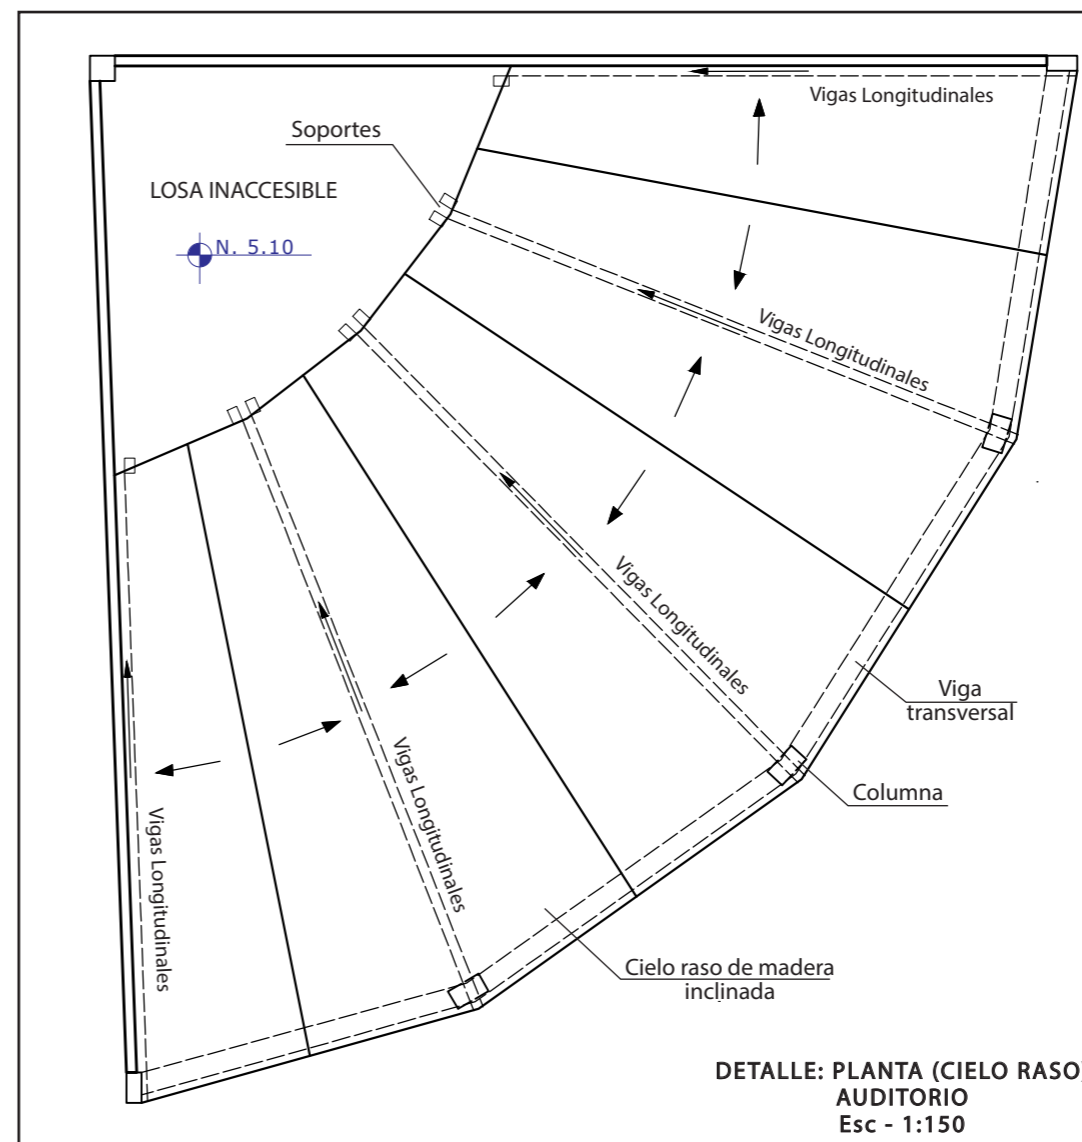 Vigas Longitudinales
Soportes
LOSA INACCESIBLE
N. 5.10
Vigas Longitudinales
Vigas Longitudinales
Viga
transversal
Vigas Longitudinales
Columna
Vigas Longitudinales
Cielo raso de madera
inclinada
DETALLE: PLANTA (CIELO RASO)
AUDITORIO
Esc - 1:150